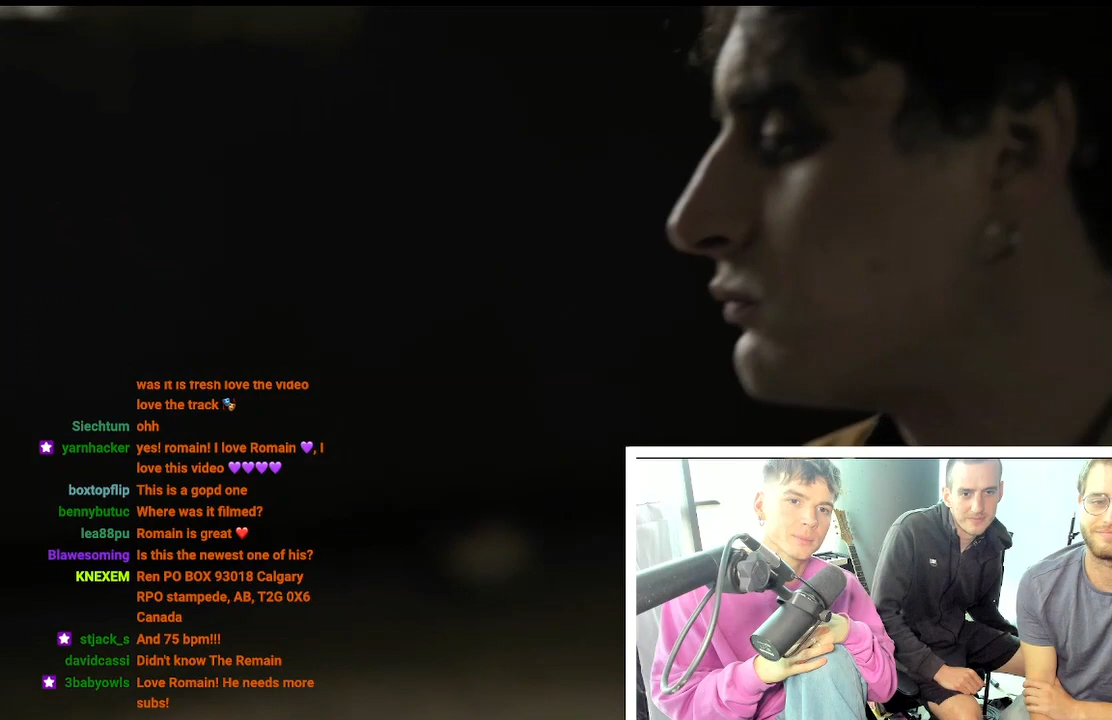 was it is fresh love the video
love the track
Siechtum ohh
yarnhacker yes! romain! I love Romain 💜, I
love this video 💜💜💜💜
boxtopflip This is a gopd one
bennybutuc Where was it filmed?
lea88pu Romain is great ❤️
Blawesoming Is this the newest one of his?
KNEXEM Ren PO BOX 93018 Calgary
RPO stampede, AB, T2G 0X6
Canada
stjack_s And 75 bpm!!!
davidcassi Didn't know The Remain
3babyowls Love Romain! He needs more
subs!